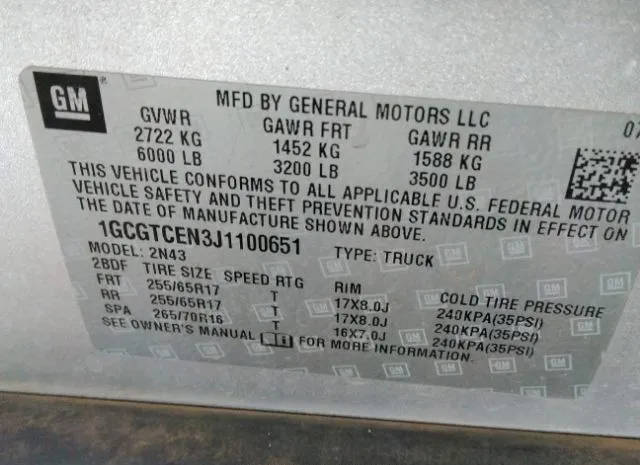 GM ®
MFD BY GENERAL MOTORS LLC
07
GVWR GAWR FRT GAWR RR
2722 KG 1452 KG 1588 KG
6000 LB 3200 LB 3500 LB
THIS VEHICLE CONFORMS TO ALL APPLICABLE U.S. FEDERAL MOTOR
VEHICLE SAFETY AND THEFT PREVENTION STANDARDS IN EFFECT ON
THE DATE OF MANUFACTURE SHOWN ABOVE.
1GCGTCEN3J1100651 TYPE: TRUCK
MODEL: 2N43
2BDF TIRE SIZE SPEED RTG RIM COLD TIRE PRESSURE
FRT 255/65R17 T 17X8.0J 240KPA(35PSI)
RR 255/65R17 T 17X8.0J 240KPA(35PSI)
SPA 265/70R16 T 16X7.0J 240KPA(35PSI)
SEE OWNER'S MANUAL i FOR MORE INFORMATION.